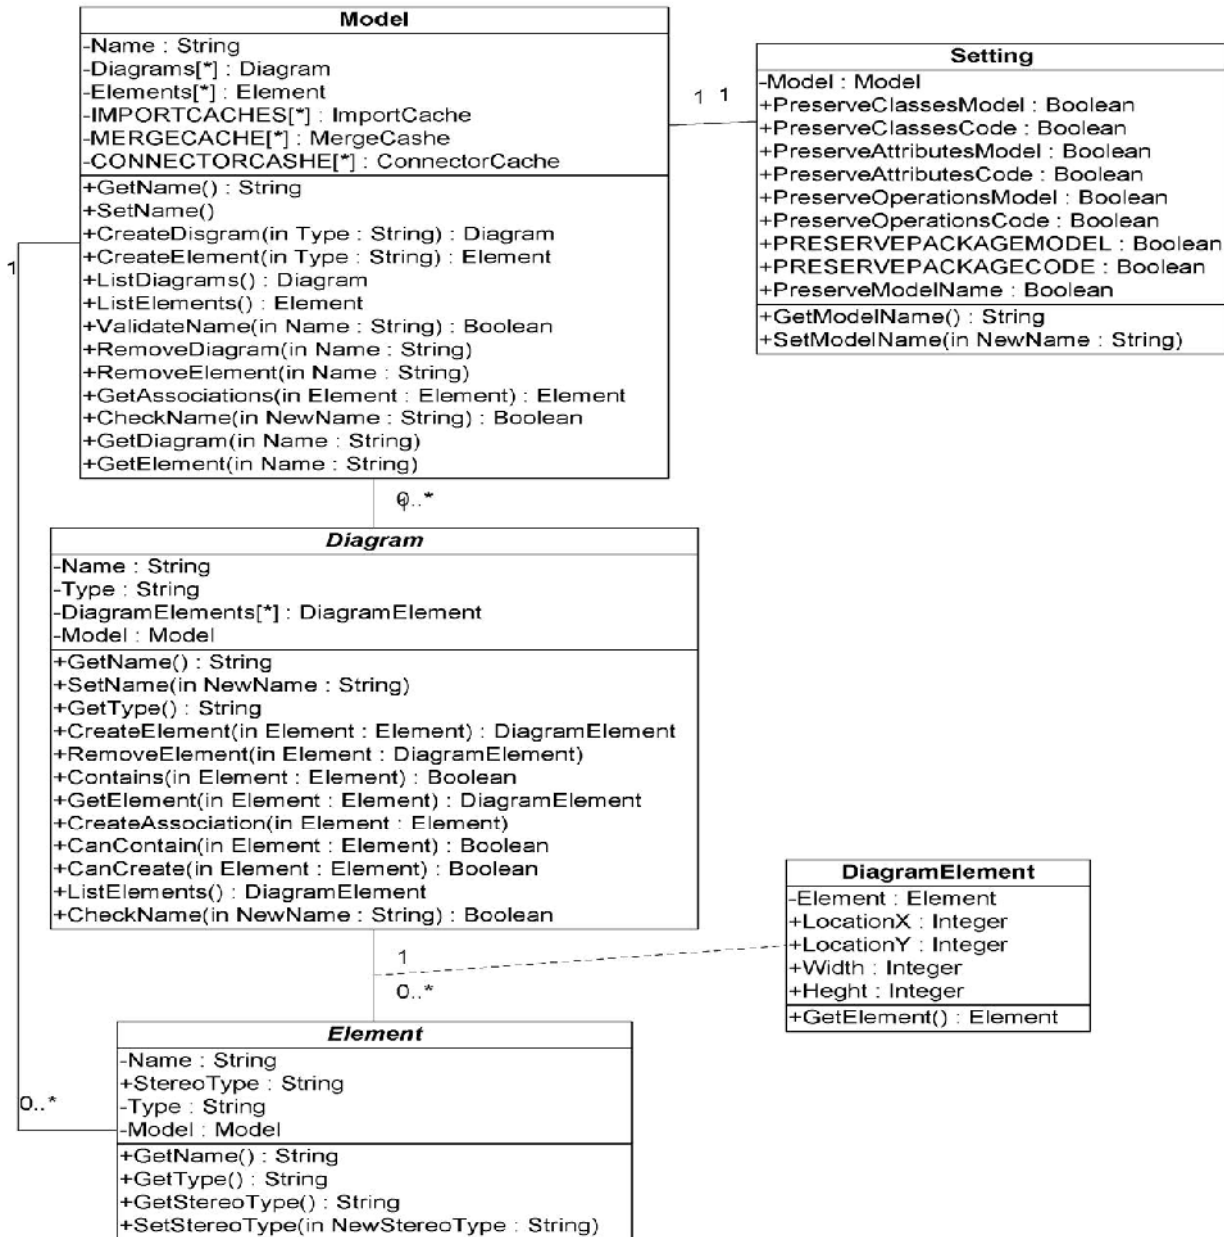 Model
-Name : String
-Diagrams[*] : Diagram
-Elements[*] : Element
-IMPORTCACHES[*] : ImportCache
-MERGECACHE[*] : MergeCashe
-CONNECTORCASHE[*] : ConnectorCache
+GetName() : String
+SetName()
+CreateDisgram(in Type : String) : Diagram
+CreateElement(in Type : String) : Element
+ListDiagrams() : Diagram
+ListElements() : Element
+ValidateName(in Name : String) : Boolean
+RemoveDiagram(in Name : String)
+RemoveElement(in Name : String)
+GetAssociations(in Element : Element) : Element
+CheckName(in NewName : String) : Boolean
+GetDiagram(in Name : String)
+GetElement(in Name : String)
1 1
Setting
-Model : Model
+PreserveClassesModel : Boolean
+PreserveClassesCode : Boolean
+PreserveAttributesModel : Boolean
+PreserveAttributesCode : Boolean
+PreserveOperationsModel : Boolean
+PreserveOperationsCode : Boolean
+PRESERVEPACKAGEMODEL : Boolean
+PRESERVEPACKAGECODE : Boolean
+PreserveModelName : Boolean
+GetModelName() : String
+SetModelName(in NewName : String)
1
0..*
Diagram
-Name : String
-Type : String
-DiagramElements[*] : DiagramElement
-Model : Model
+GetName() : String
+SetName(in NewName : String)
+GetType() : String
+CreateElement(in Element : Element) : DiagramElement
+RemoveElement(in Element : DiagramElement)
+Contains(in Element : Element) : Boolean
+GetElement(in Element : Element) : DiagramElement
+CreateAssociation(in Element : Element)
+CanContain(in Element : Element) : Boolean
+CanCreate(in Element : Element) : Boolean
+ListElements() : DiagramElement
+CheckName(in NewName : String) : Boolean
DiagramElement
-Element : Element
+LocationX : Integer
+LocationY : Integer
+Width : Integer
+Heght : Integer
+GetElement() : Element
1
0..*
Element
-Name : String
+StereoType : String
-Type : String
-Model : Model
+GetName() : String
+GetType() : String
+GetStereoType() : String
+SetStereoType(in NewStereoType : String)
0..*